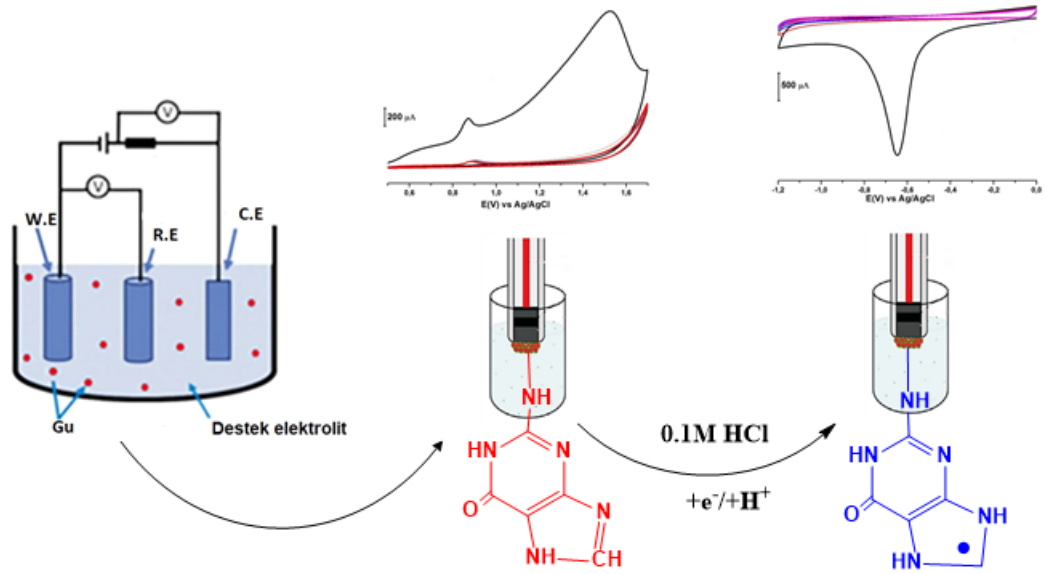 V
V
W.E
R.E
C.E
Gu
Destek elektrolit
200 µA
0,6 0,8 1,0 1,2 1,4 1,6
E(V) vs Ag/AgCl
500 µA
-1,2 -1,0 -0,8 -0,6 -0,4 -0,2 0,0
E(V) vs Ag/AgCl
NH
HN
N
O
N
NH
CH
0.1M HCl
+e⁻/+H⁺
NH
HN
N
O
NH
HN